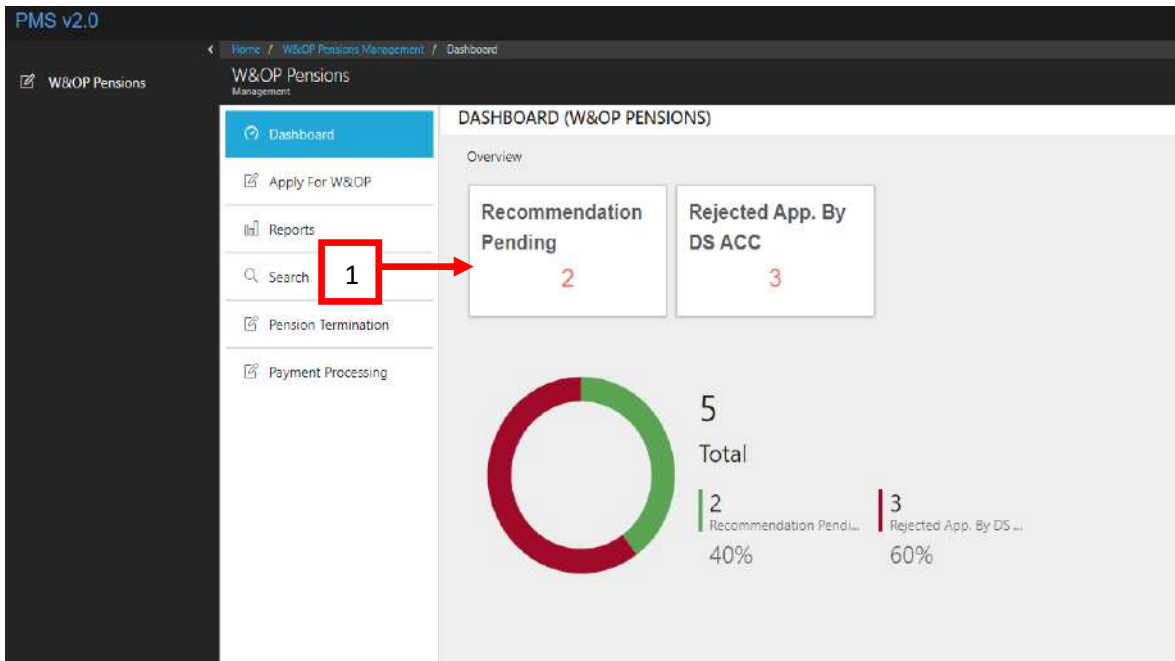 PMS v2.0
Home / W&OP Pensions Management / Dashboard
W&OP Pensions
W&OP Pensions
Management
Dashboard
Apply For W&OP
Reports
Search
Pension Termination
Payment Processing
1
DASHBOARD (W&OP PENSIONS)
Overview
Recommendation
Pending
2
Rejected App. By
DS ACC
3
5
Total
2
Recommendation Pendi...
40%
3
Rejected App. By DS ...
60%